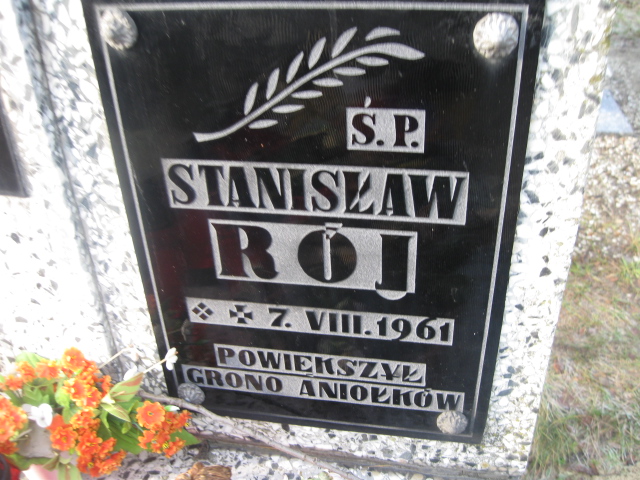 Ś.P.
STANISŁAW
RÓJ
7. VIII. 1961
POWIĘKSZYŁ
GRONO ANIOŁKÓW